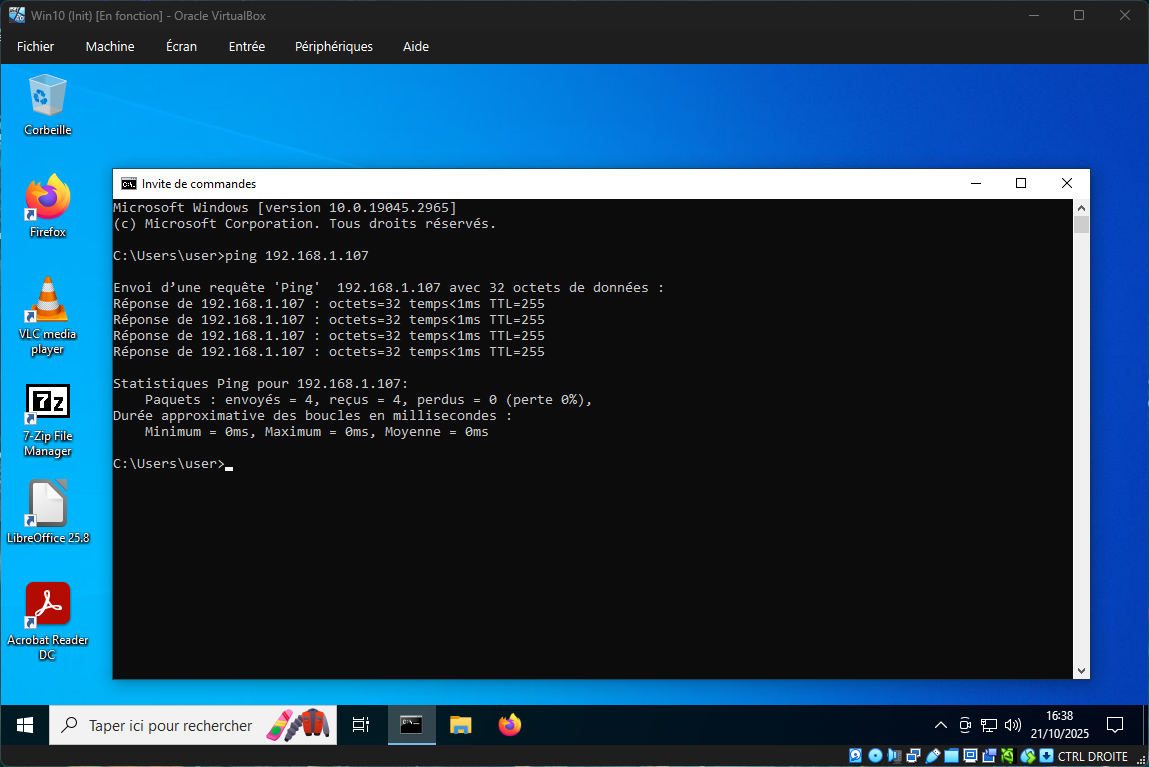 Win10 (Init) [En fonction] - Oracle VirtualBox
Fichier Machine Écran Entrée Périphériques Aide
Corbeille
Firefox
VLC media
player
7-Zip File
Manager
LibreOffice 25.8
Acrobat Reader
DC
Invite de commandes
Microsoft Windows [version 10.0.19045.2965]
(c) Microsoft Corporation. Tous droits réservés.
C:\Users\user>ping 192.168.1.107
Envoi d’une requête 'Ping'  192.168.1.107 avec 32 octets de données :
Réponse de 192.168.1.107 : octets=32 temps<1ms TTL=255
Réponse de 192.168.1.107 : octets=32 temps<1ms TTL=255
Réponse de 192.168.1.107 : octets=32 temps<1ms TTL=255
Réponse de 192.168.1.107 : octets=32 temps<1ms TTL=255
Statistiques Ping pour 192.168.1.107:
Paquets : envoyés = 4, reçus = 4, perdus = 0 (perte 0%),
Durée approximative des boucles en millisecondes :
Minimum = 0ms, Maximum = 0ms, Moyenne = 0ms
C:\Users\user>
Taper ici pour rechercher
16:38
21/10/2025
CTRL DROITE